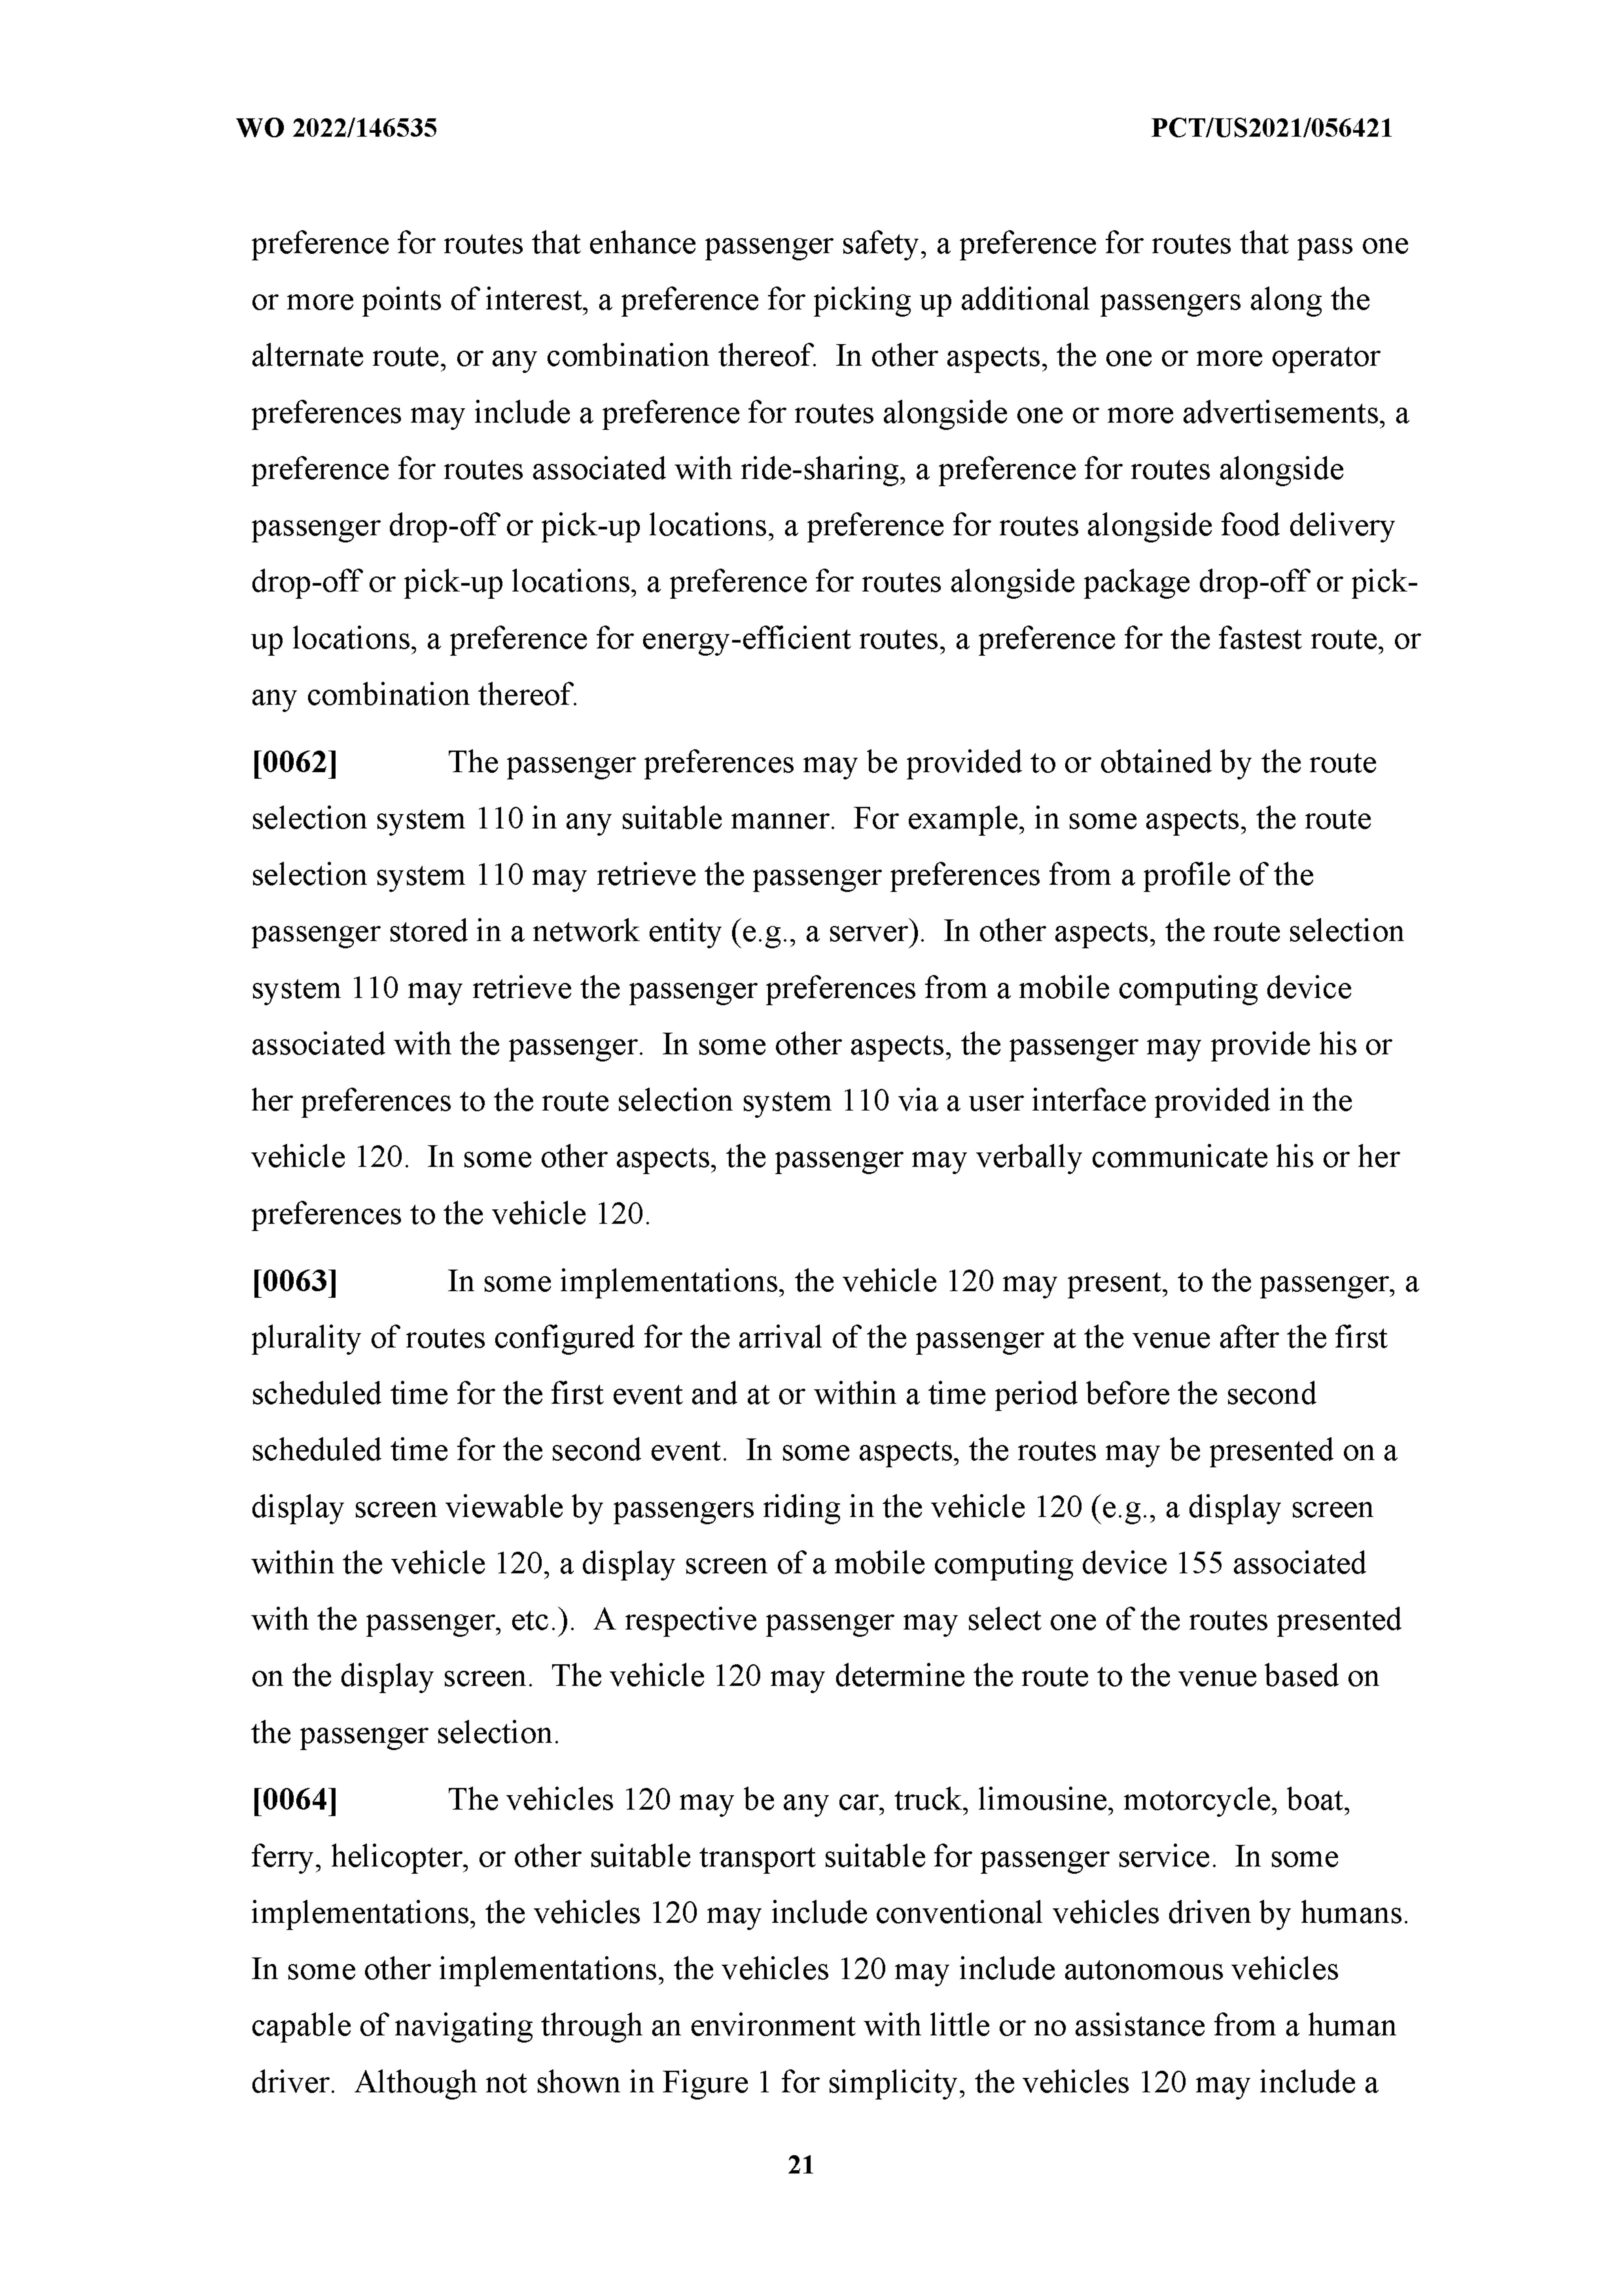 WO 2022/146535 PCT/US2021/056421
preference for routes that enhance passenger safety, a preference for routes that pass one
or more points of interest, a preference for picking up additional passengers along the
alternate route, or any combination thereof.  In other aspects, the one or more operator
preferences may include a preference for routes alongside one or more advertisements, a
preference for routes associated with ride-sharing, a preference for routes alongside
passenger drop-off or pick-up locations, a preference for routes alongside food delivery
drop-off or pick-up locations, a preference for routes alongside package drop-off or pick-
up locations, a preference for energy-efficient routes, a preference for the fastest route, or
any combination thereof.
[0062] The passenger preferences may be provided to or obtained by the route
selection system 110 in any suitable manner.  For example, in some aspects, the route
selection system 110 may retrieve the passenger preferences from a profile of the
passenger stored in a network entity (e.g., a server).  In other aspects, the route selection
system 110 may retrieve the passenger preferences from a mobile computing device
associated with the passenger.  In some other aspects, the passenger may provide his or
her preferences to the route selection system 110 via a user interface provided in the
vehicle 120.  In some other aspects, the passenger may verbally communicate his or her
preferences to the vehicle 120.
[0063] In some implementations, the vehicle 120 may present, to the passenger, a
plurality of routes configured for the arrival of the passenger at the venue after the first
scheduled time for the first event and at or within a time period before the second
scheduled time for the second event.  In some aspects, the routes may be presented on a
display screen viewable by passengers riding in the vehicle 120 (e.g., a display screen
within the vehicle 120, a display screen of a mobile computing device 155 associated
with the passenger, etc.).  A respective passenger may select one of the routes presented
on the display screen.  The vehicle 120 may determine the route to the venue based on
the passenger selection.
[0064] The vehicles 120 may be any car, truck, limousine, motorcycle, boat,
ferry, helicopter, or other suitable transport suitable for passenger service.  In some
implementations, the vehicles 120 may include conventional vehicles driven by humans.
In some other implementations, the vehicles 120 may include autonomous vehicles
capable of navigating through an environment with little or no assistance from a human
driver.  Although not shown in Figure 1 for simplicity, the vehicles 120 may include a
21